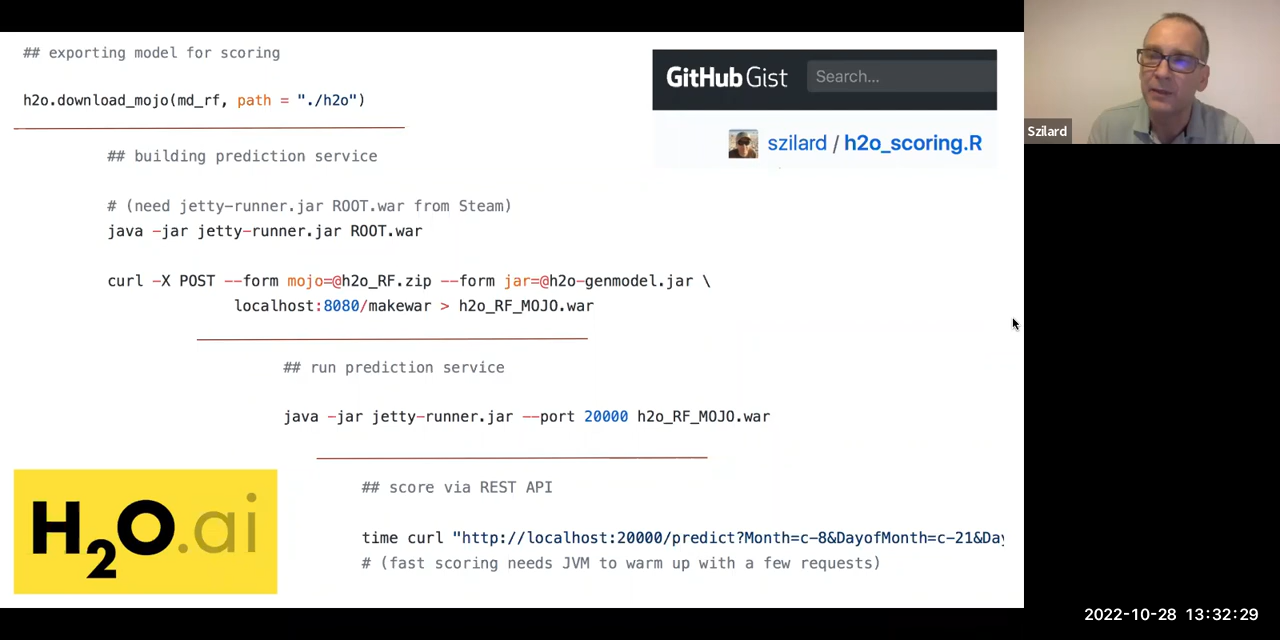 ## exporting model for scoring
h2o.download_mojo(md_rf, path = "./h2o")
GitHub Gist Search...
szilard / h2o_scoring.R
Szilard
## building prediction service
# (need jetty-runner.jar ROOT.war from Steam)
java -jar jetty-runner.jar ROOT.war
curl -X POST --form mojo=@h2o_RF.zip --form jar=@h2o-genmodel.jar \
localhost:8080/makewar > h2o_RF_MOJO.war
## run prediction service
java -jar jetty-runner.jar --port 20000 h2o_RF_MOJO.war
## score via REST API
time curl "http://localhost:20000/predict?Month=c-8&DayofMonth=c-21&Day
# (fast scoring needs JVM to warm up with a few requests)
H2O.ai
2022-10-28 13:32:29